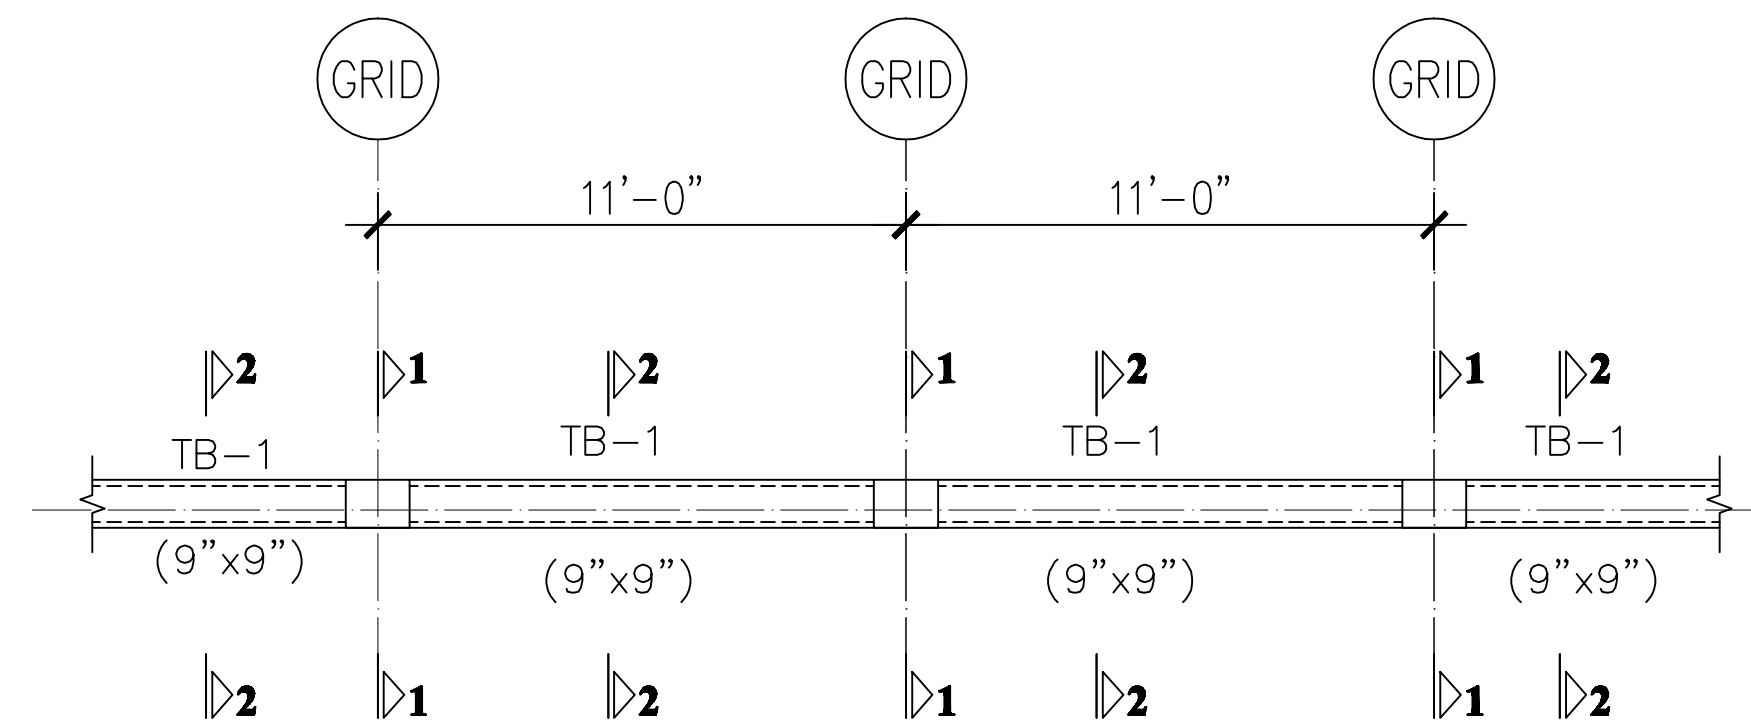 GRID GRID GRID
11'-0" 11'-0"
2 1 2 1 2 1 2
TB-1 TB-1 TB-1 TB-1
(9"x9") (9"x9") (9"x9") (9"x9")
2 1 2 1 2 1 2